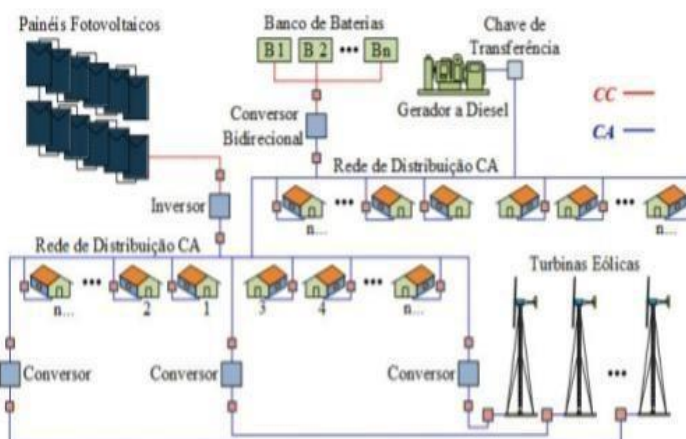 Painéis Fotovoltaicos
Banco de Baterias
B 1 B 2 ••• Bn
Chave de
Transferência
Gerador a Diesel
CC
CA
Conversor
Bidirecional
Rede de Distribuição CA
n... ••• ••• n...
Inversor
Rede de Distribuição CA
n... ••• 2 1 3 4 ••• n...
Turbinas Eólicas
•••
Conversor Conversor Conversor